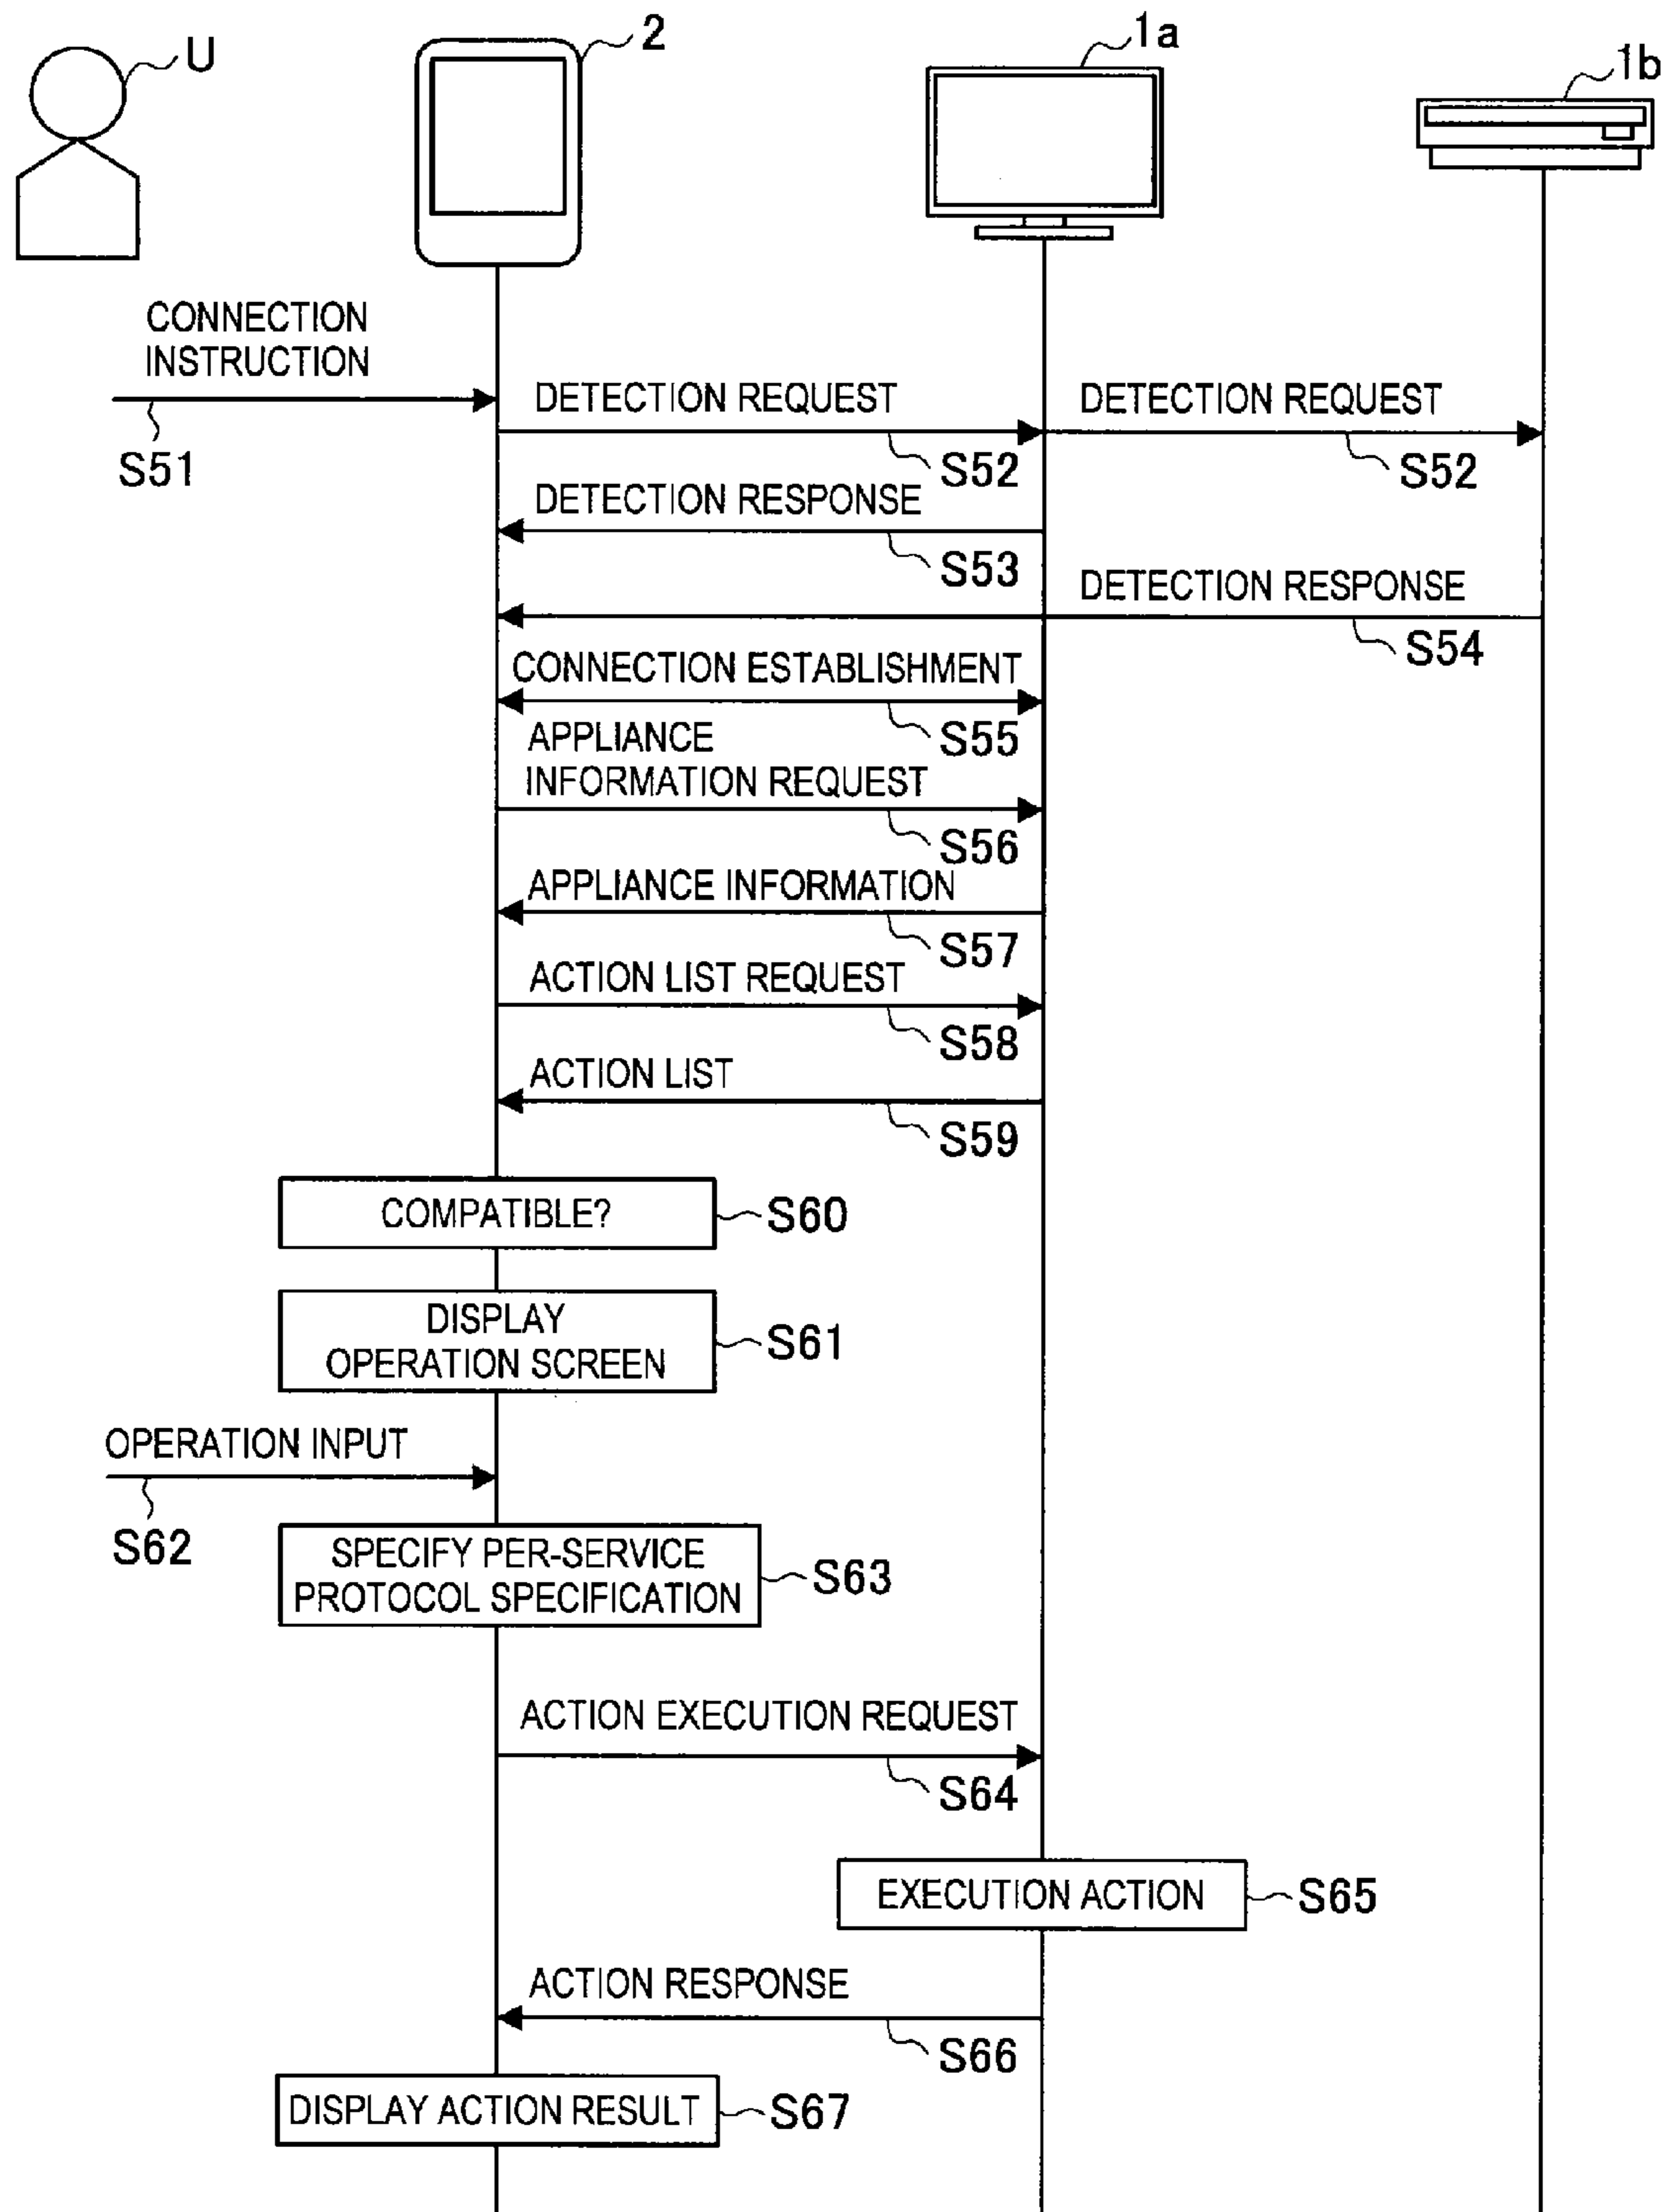 U
2
1a
1b
CONNECTION
INSTRUCTION
S51
DETECTION REQUEST
S52
DETECTION REQUEST
S52
DETECTION RESPONSE
S53
DETECTION RESPONSE
S54
CONNECTION ESTABLISHMENT
S55
APPLIANCE
INFORMATION REQUEST
S56
APPLIANCE INFORMATION
S57
ACTION LIST REQUEST
S58
ACTION LIST
S59
COMPATIBLE?
S60
DISPLAY
OPERATION SCREEN
S61
OPERATION INPUT
S62
SPECIFY PER-SERVICE
PROTOCOL SPECIFICATION
S63
ACTION EXECUTION REQUEST
S64
EXECUTION ACTION
S65
ACTION RESPONSE
S66
DISPLAY ACTION RESULT
S67